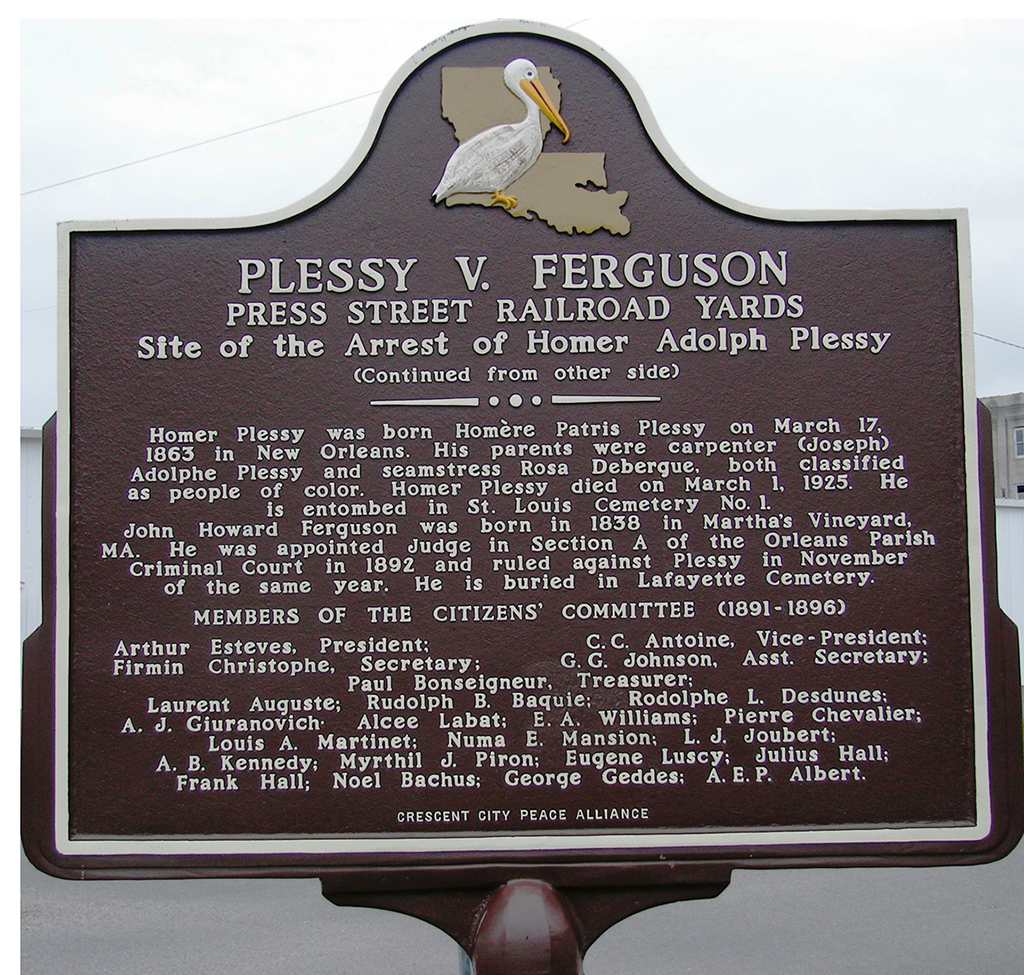 PLESSY V. FERGUSON
PRESS STREET RAILROAD YARDS
Site of the Arrest of Homer Adolph Plessy
(Continued from other side)
Homer Plessy was born Homère Patris Plessy on March 17,
1863 in New Orleans. His parents were carpenter (Joseph)
Adolphe Plessy and seamstress Rosa Debergue, both classified
as people of color. Homer Plessy died on March 1, 1925. He
is entombed in St. Louis Cemetery No. 1.
John Howard Ferguson was born in 1838 in Martha's Vineyard,
MA. He was appointed Judge in Section A of the Orleans Parish
Criminal Court in 1892 and ruled against Plessy in November
of the same year. He is buried in Lafayette Cemetery.
MEMBERS OF THE CITIZENS' COMMITTEE (1891-1896)
Arthur Esteves, President; C. C. Antoine, Vice-President;
Firmin Christophe, Secretary; G. G. Johnson, Asst. Secretary;
Paul Bonseigneur, Treasurer;
Laurent Auguste; Rudolph B. Baquie; Rodolphe L. Desdunes;
A. J. Giuranovich· Alcee Labat; E. A. Williams; Pierre Chevalier;
Louis A. Martinet; Numa E. Mansion; L. J. Joubert;
A. B. Kennedy; Myrthil J. Piron; Eugene Luscy; Julius Hall;
Frank Hall; Noel Bachus; George Geddes; A. E. P. Albert.
CRESCENT CITY PEACE ALLIANCE